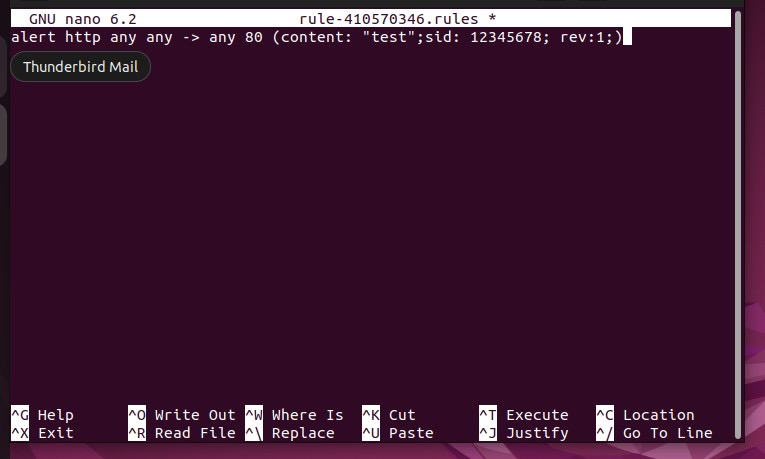 GNU nano 6.2 rule-410570346.rules *
alert http any any -> any 80 (content: "test";sid: 12345678; rev:1;)
Thunderbird Mail
^G Help ^O Write Out ^W Where Is ^K Cut ^T Execute ^C Location
^X Exit ^R Read File ^\ Replace ^U Paste ^J Justify ^/ Go To Line